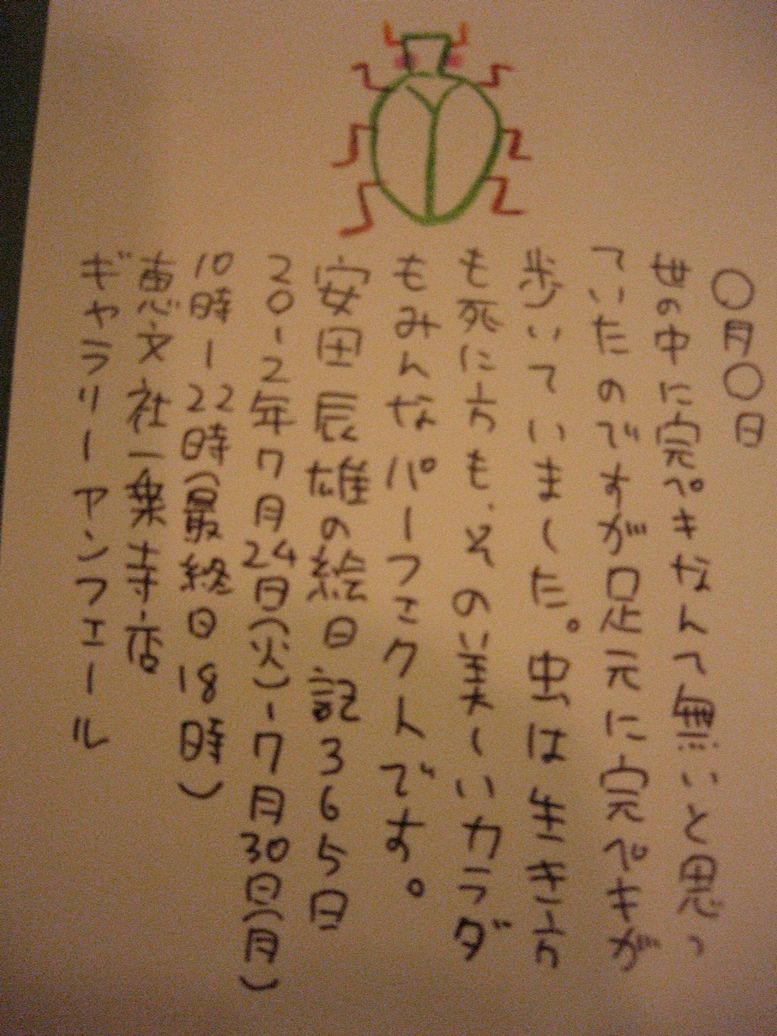 〇月〇日
世の中に完ペキなんて無いと思っ
ていたのですが足元に完ペキが
歩いていました。虫は生き方
も死に方も、その美しいカラダ
もみんなパーフェクトです。
安田辰雄の絵日記365日
2012年7月24日(火)-7月30日(月)
10時-22時(最終日18時)
恵文社一乗寺店
ギャラリーアンフェール